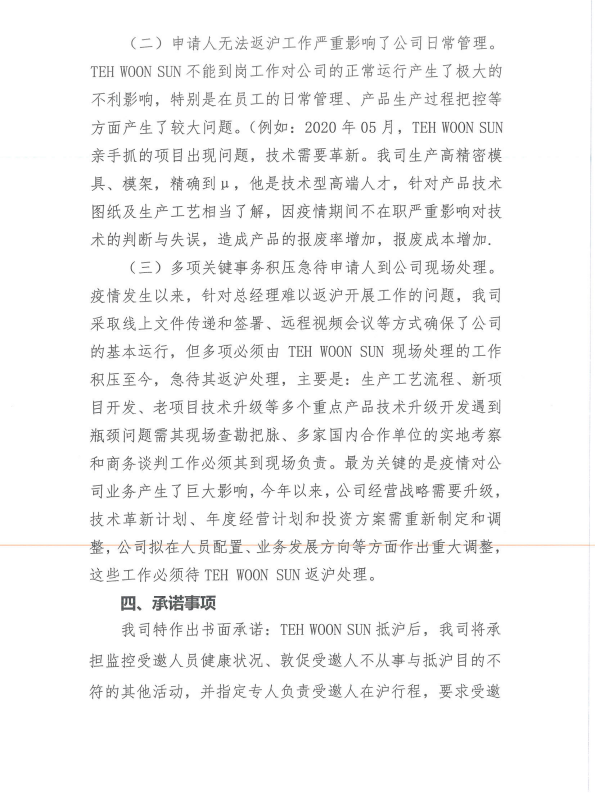 （二）申请人无法返沪工作严重影响了公司日常管理。
TEH WOON SUN 不能到岗工作对公司的正常运行产生了极大的
不利影响，特别是在员工的日常管理、产品生产过程把控等
方面产生了较大问题。（例如：2020 年 05 月，TEH WOON SUN
亲手抓的项目出现问题，技术需要革新。我司生产高精密模
具、模架，精确到μ，他是技术型高端人才，针对产品技术
图纸及生产工艺相当了解，因疫情期间不在职严重影响对技
术的判断与失误，造成产品的报废率增加，报废成本增加.
（三）多项关键事务积压急待申请人到公司现场处理。
疫情发生以来，针对总经理难以返沪开展工作的问题，我司
采取线上文件传递和签署、远程视频会议等方式确保了公司
的基本运行，但多项必须由 TEH WOON SUN 现场处理的工作
积压至今，急待其返沪处理，主要是：生产工艺流程、新项
目开发、老项目技术升级等多个重点产品技术升级开发遇到
瓶颈问题需其现场查勘把脉、多家国内合作单位的实地考察
和商务谈判工作必须其到现场负责。最为关键的是疫情对公
司业务产生了巨大影响，今年以来，公司经营战略需要升级，
技术革新计划、年度经营计划和投资方案需重新制定和调
整，公司拟在人员配置、业务发展方向等方面作出重大调整，
这些工作必须待 TEH WOON SUN 返沪处理。
四、承诺事项
我司特作出书面承诺：TEH WOON SUN 抵沪后，我司将承
担监控受邀人员健康状况、敦促受邀人不从事与抵沪目的不
符的其他活动，并指定专人负责受邀人在沪行程，要求受邀